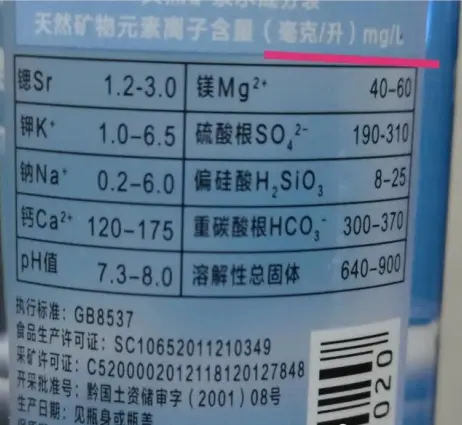 天然矿物元素离子含量（毫克/升）mg/L
锶Sr 1.2-3.0 镁Mg²⁺ 40-60
钾K⁺ 1.0-6.5 硫酸根SO₄²⁻ 190-310
钠Na⁺ 0.2-6.0 偏硅酸H₂SiO₃ 8-25
钙Ca²⁺ 120-175 重碳酸根HCO₃⁻ 300-370
pH值 7.3-8.0 溶解性总固体 640-900
执行标准：GB8537
食品生产许可证：SC10652011210349
采矿许可证：C5200002012118120127848
开采批号：黔国土资储审字（2001）08号
生产日期：见瓶身或瓶盖
020